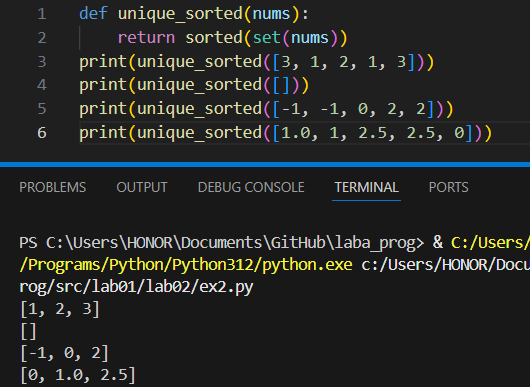 1 def unique_sorted(nums):
2     return sorted(set(nums))
3 print(unique_sorted([3, 1, 2, 1, 3]))
4 print(unique_sorted([]))
5 print(unique_sorted([-1, -1, 0, 2, 2]))
6 print(unique_sorted([1.0, 1, 2.5, 2.5, 0]))
PROBLEMS OUTPUT DEBUG CONSOLE TERMINAL PORTS
PS C:\Users\HONOR\Documents\GitHub\laba_prog> & C:/Users/
/Programs/Python/Python312/python.exe c:/Users/HONOR/Docu
rog/src/lab01/lab02/ex2.py
[1, 2, 3]
[]
[-1, 0, 2]
[0, 1.0, 2.5]